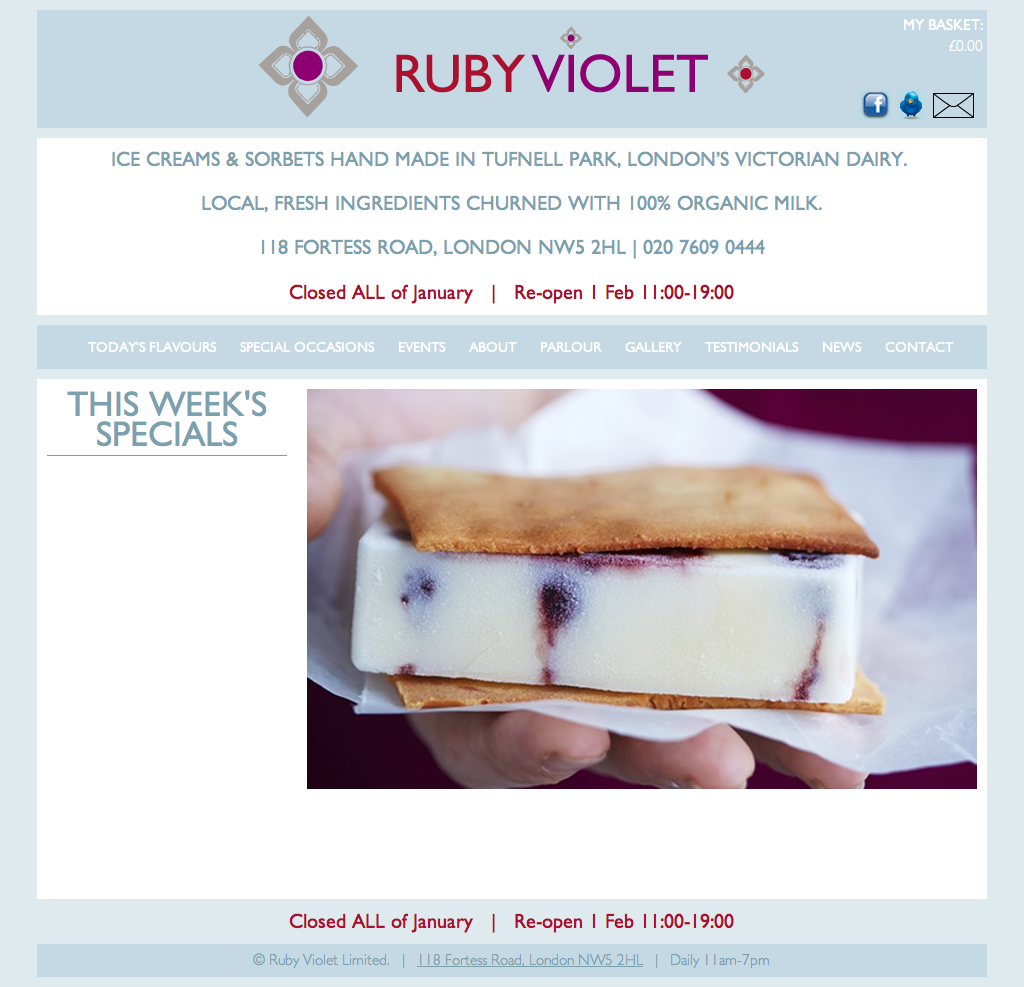 RUBY VIOLET
MY BASKET:
£0.00
ICE CREAMS & SORBETS HAND MADE IN TUFNELL PARK, LONDON'S VICTORIAN DAIRY.
LOCAL, FRESH INGREDIENTS CHURNED WITH 100% ORGANIC MILK.
118 FORTESS ROAD, LONDON NW5 2HL | 020 7609 0444
Closed ALL of January | Re-open 1 Feb 11:00-19:00
TODAY'S FLAVOURS SPECIAL OCCASIONS EVENTS ABOUT PARLOUR GALLERY TESTIMONIALS NEWS CONTACT
THIS WEEK'S
SPECIALS
Closed ALL of January | Re-open 1 Feb 11:00-19:00
© Ruby Violet Limited. | 118 Fortess Road, London NW5 2HL | Daily 11am-7pm